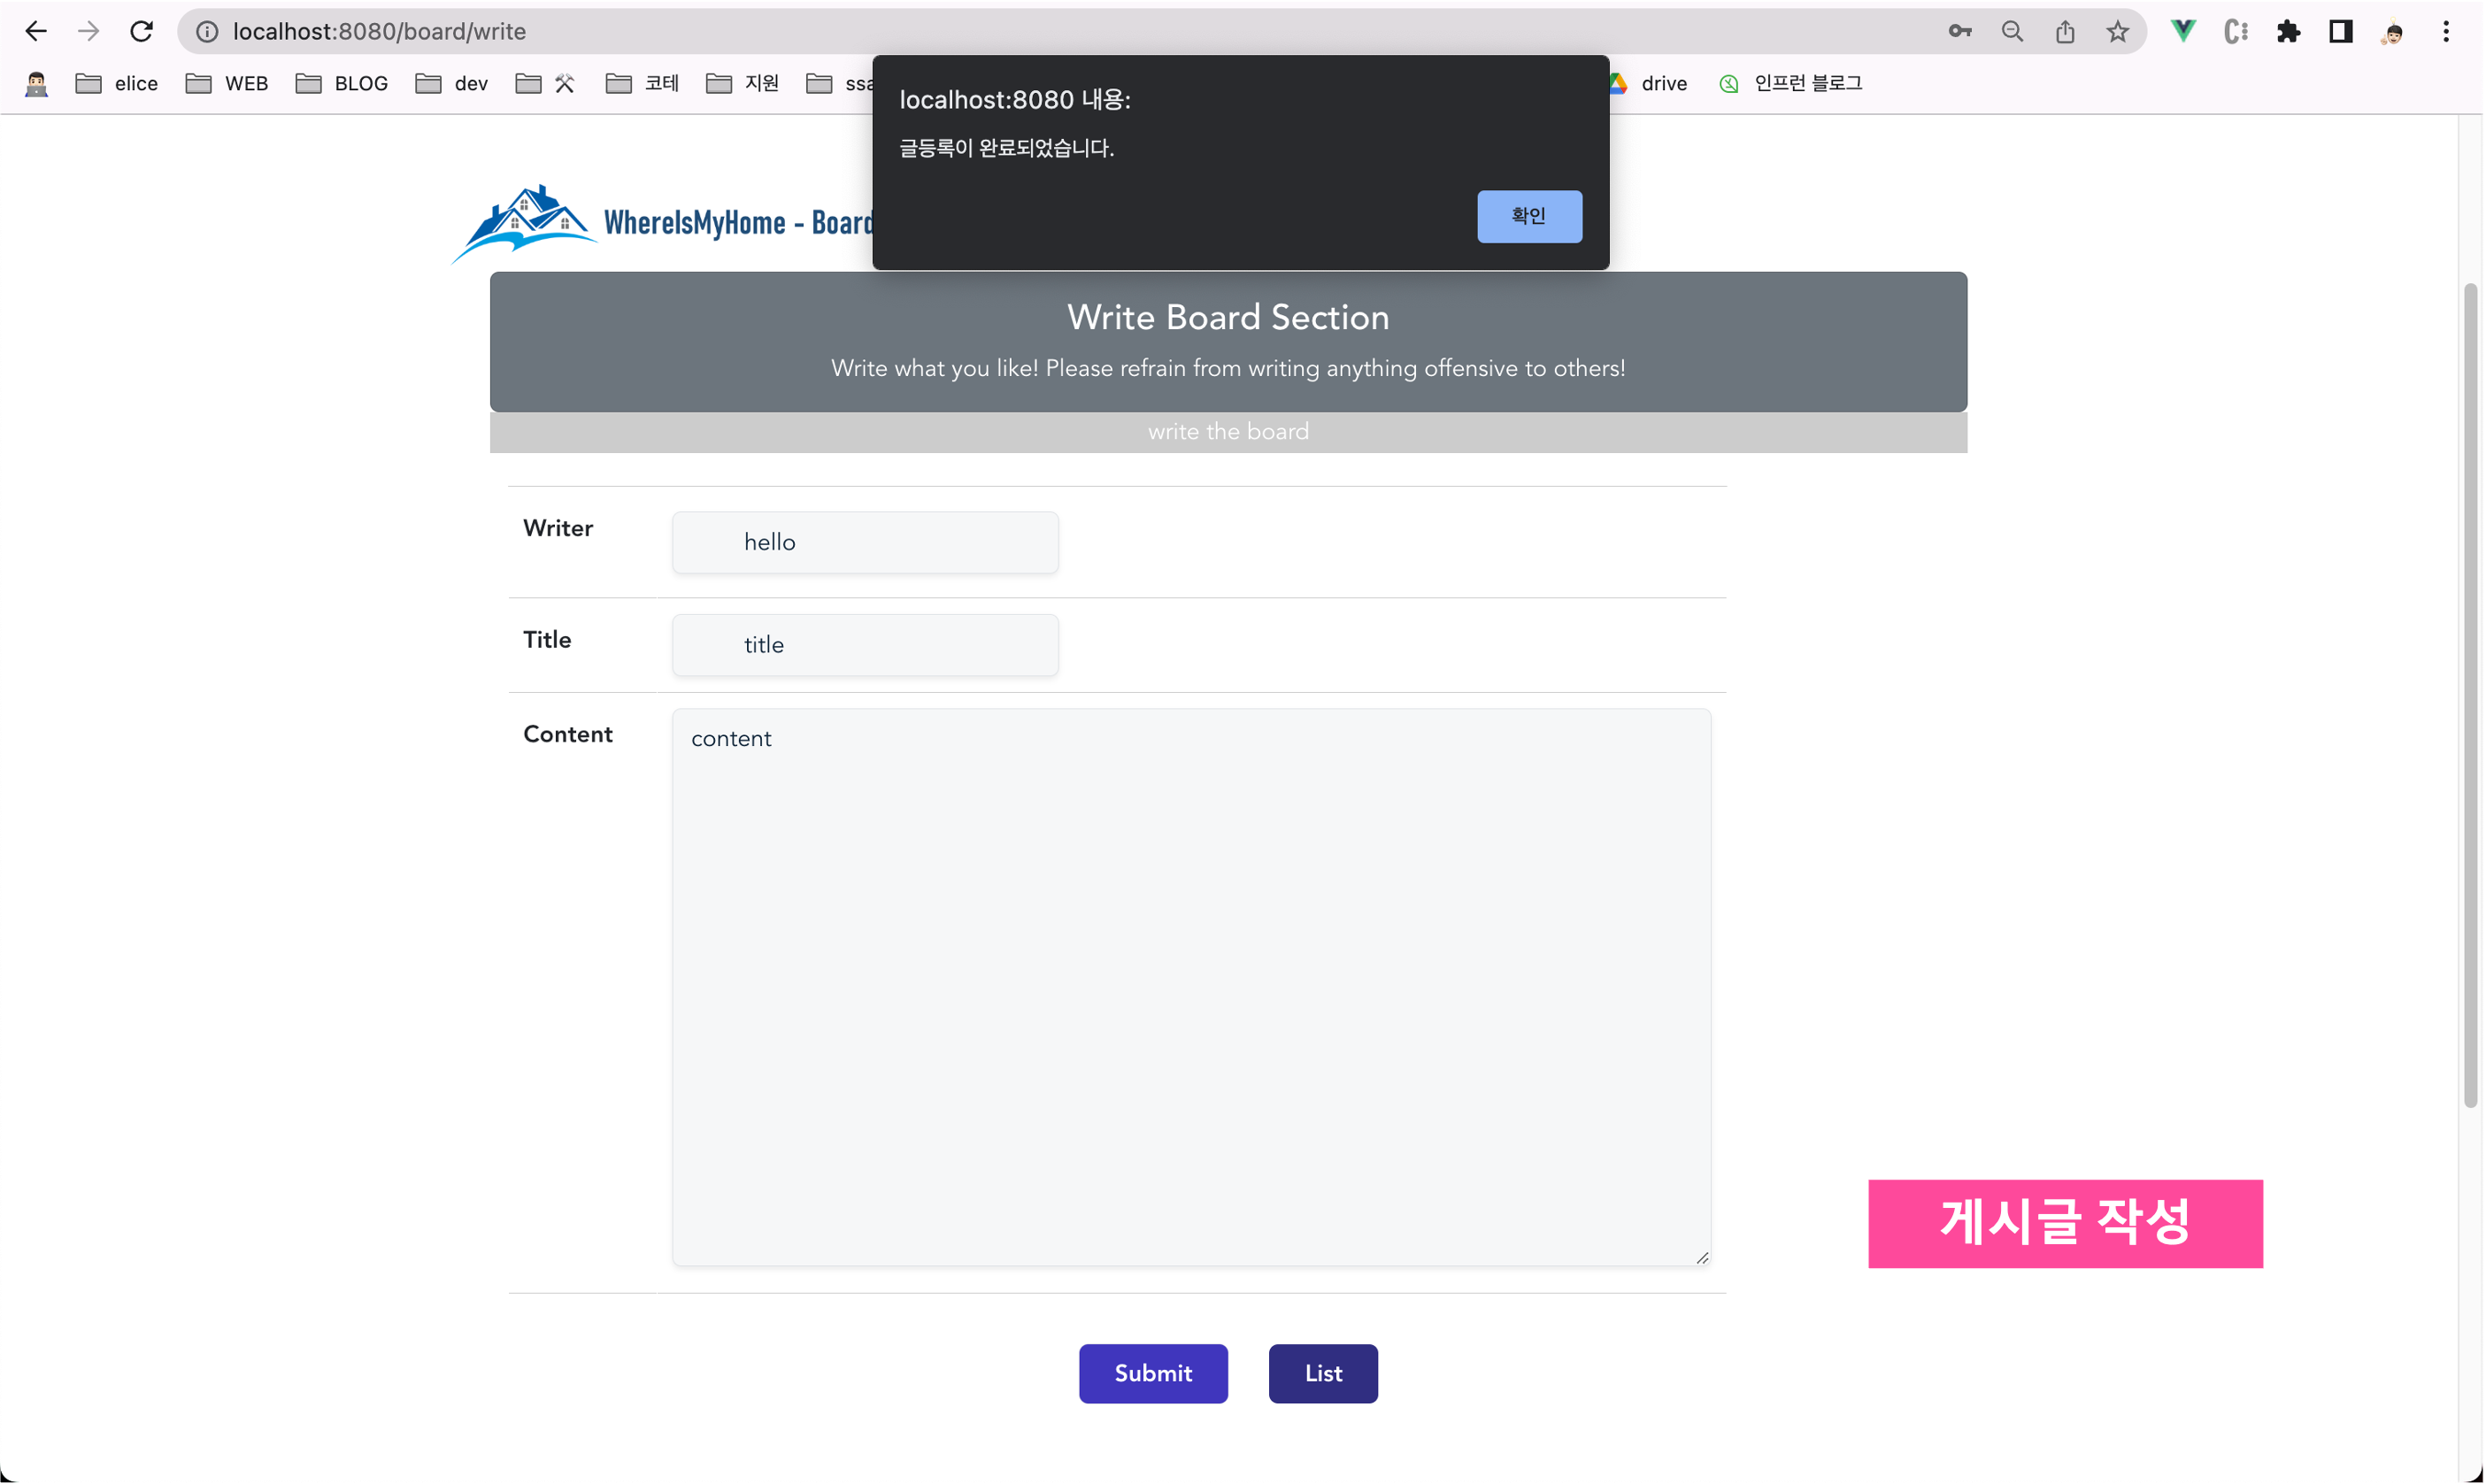 localhost:8080/board/write
elice
WEB
BLOG
dev
코테
지원
drive
인프런 블로그
localhost:8080 내용:
글등록이 완료되었습니다.
확인
WhereIsMyHome - Board
Write Board Section
Write what you like! Please refrain from writing anything offensive to others!
write the board
Writer
hello
Title
title
Content
content
게시글 작성
Submit
List